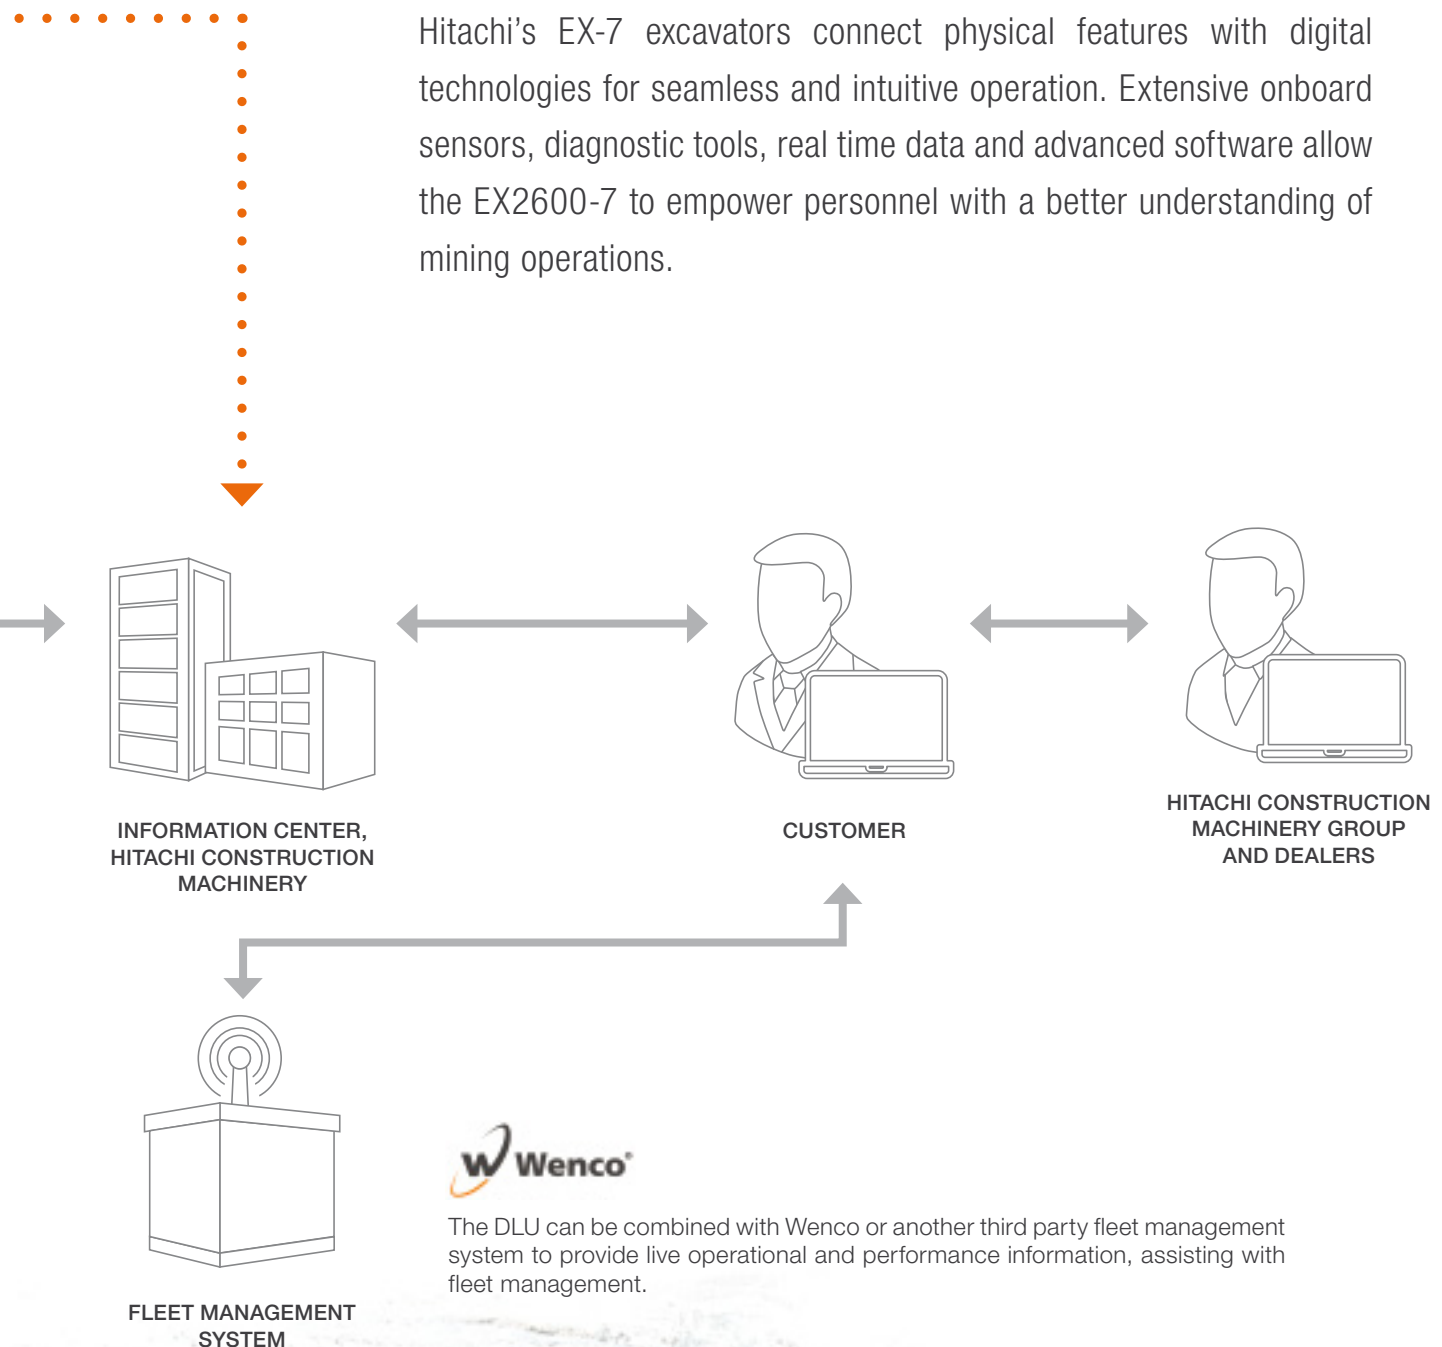 Hitachi’s EX-7 excavators connect physical features with digital
technologies for seamless and intuitive operation. Extensive onboard
sensors, diagnostic tools, real time data and advanced software allow
the EX2600-7 to empower personnel with a better understanding of
mining operations.
INFORMATION CENTER,
HITACHI CONSTRUCTION
MACHINERY
CUSTOMER
HITACHI CONSTRUCTION
MACHINERY GROUP
AND DEALERS
W Wenco®
The DLU can be combined with Wenco or another third party fleet management
system to provide live operational and performance information, assisting with
fleet management.
FLEET MANAGEMENT
SYSTEM